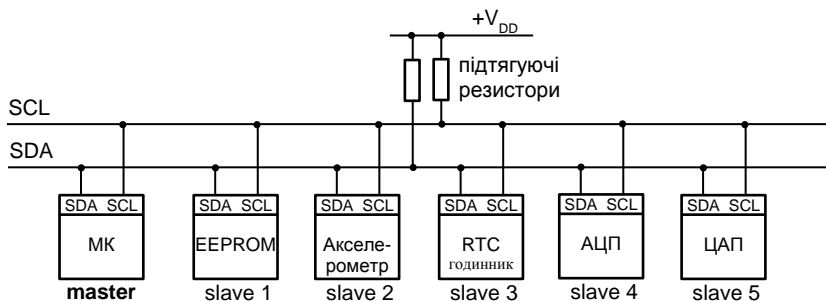 +VDD
підтягуючі
резистори
SCL
SDA
SDA SCL SDA SCL SDA SCL SDA SCL SDA SCL SDA SCL
МК EEPROM Акселе-
рометр RTC
годинник АЦП ЦАП
master slave 1 slave 2 slave 3 slave 4 slave 5